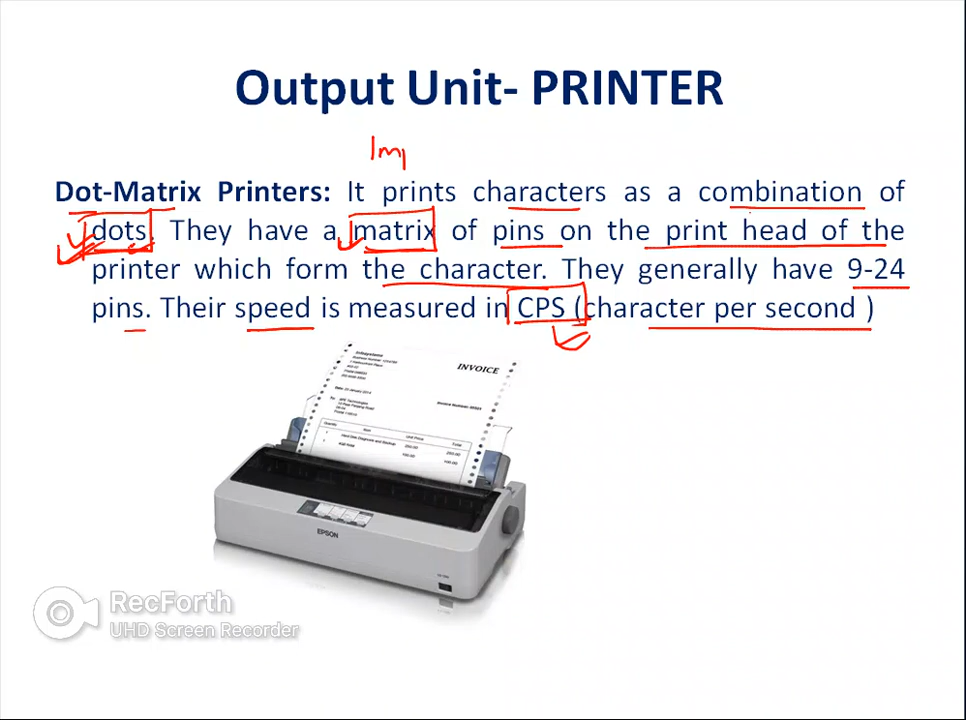 Output Unit- PRINTER
Imp
Dot-Matrix Printers: It prints characters as a combination of
dots. They have a matrix of pins on the print head of the
printer which form the character. They generally have 9-24
pins. Their speed is measured in CPS (character per second )
INVOICE
EPSON
RecForth
UHD Screen Recorder